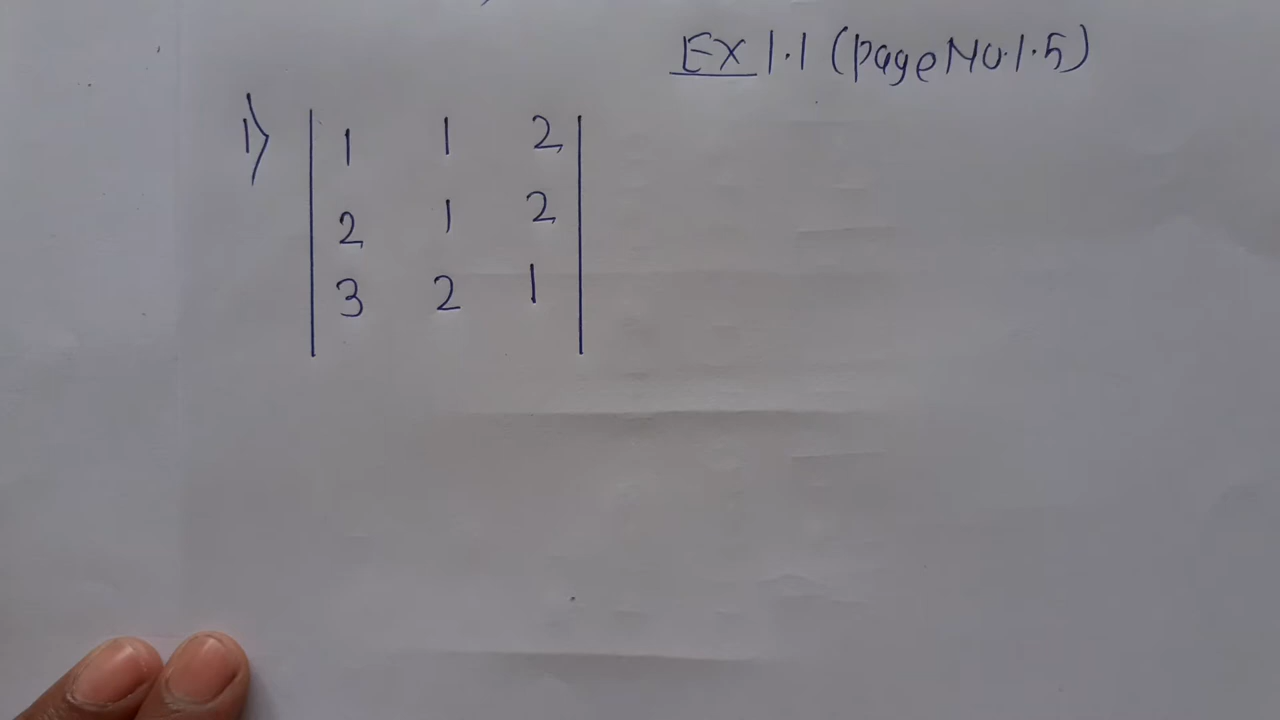 Ex 1.1 (page No.1.5)
1) | 1 1 2 |
| 2 1 2 |
| 3 2 1 |